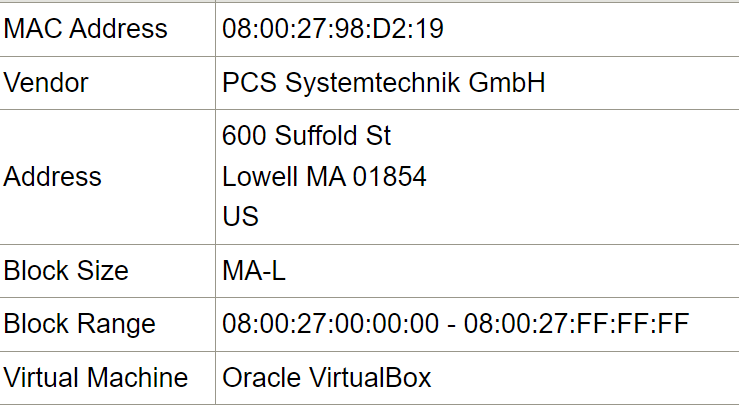 MAC Address 08:00:27:98:D2:19
Vendor PCS Systemtechnik GmbH
Address 600 Suffold St
Lowell MA 01854
US
Block Size MA-L
Block Range 08:00:27:00:00:00 - 08:00:27:FF:FF:FF
Virtual Machine Oracle VirtualBox